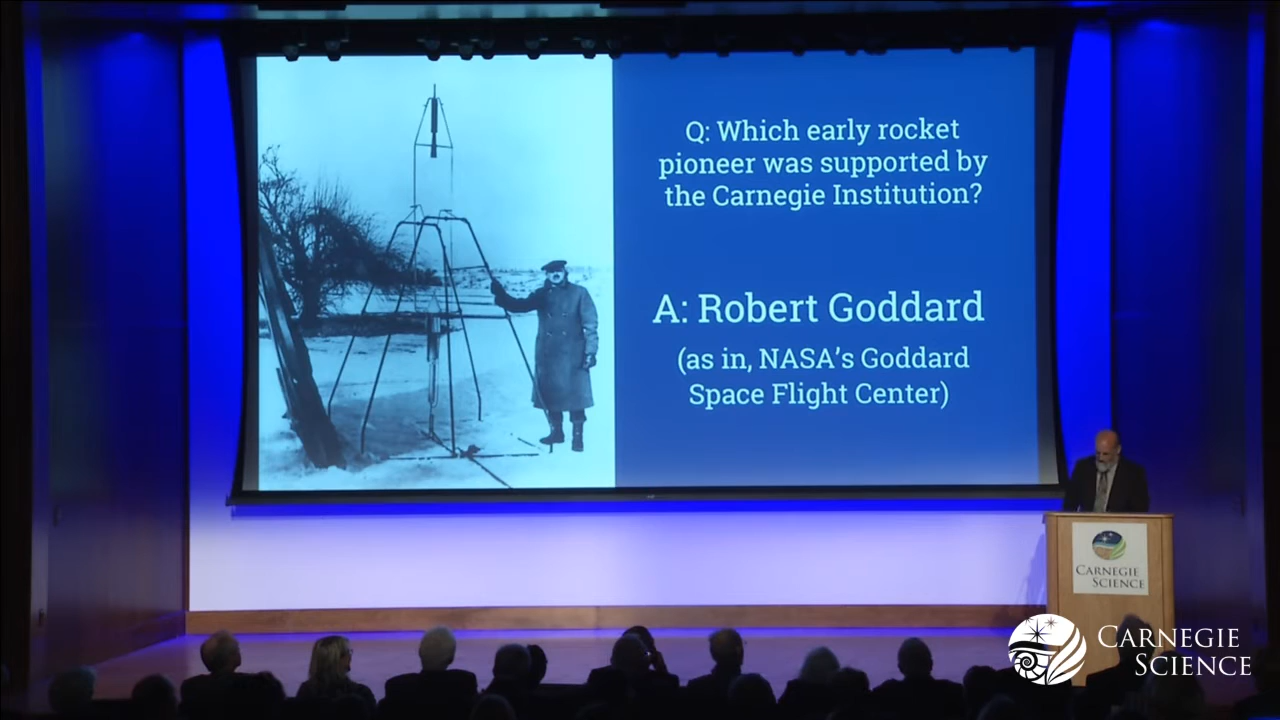 Q: Which early rocket
pioneer was supported by
the Carnegie Institution?
A: Robert Goddard
(as in, NASA's Goddard
Space Flight Center)
CARNEGIE
SCIENCE
CARNEGIE
SCIENCE